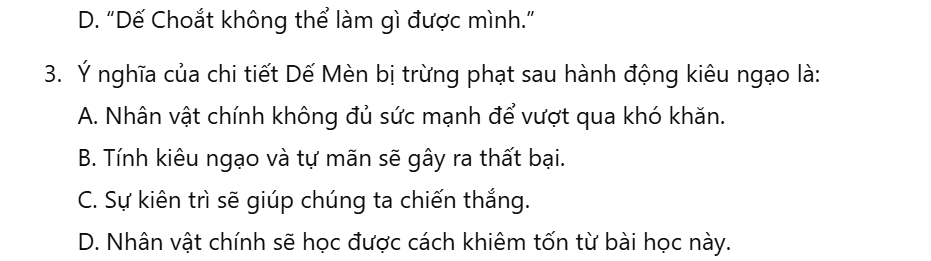 D. “Dế Choắt không thể làm gì được mình.”
3. Ý nghĩa của chi tiết Dế Mèn bị trừng phạt sau hành động kiêu ngạo là:
A. Nhân vật chính không đủ sức mạnh để vượt qua khó khăn.
B. Tính kiêu ngạo và tự mãn sẽ gây ra thất bại.
C. Sự kiên trì sẽ giúp chúng ta chiến thắng.
D. Nhân vật chính sẽ học được cách khiêm tốn từ bài học này.